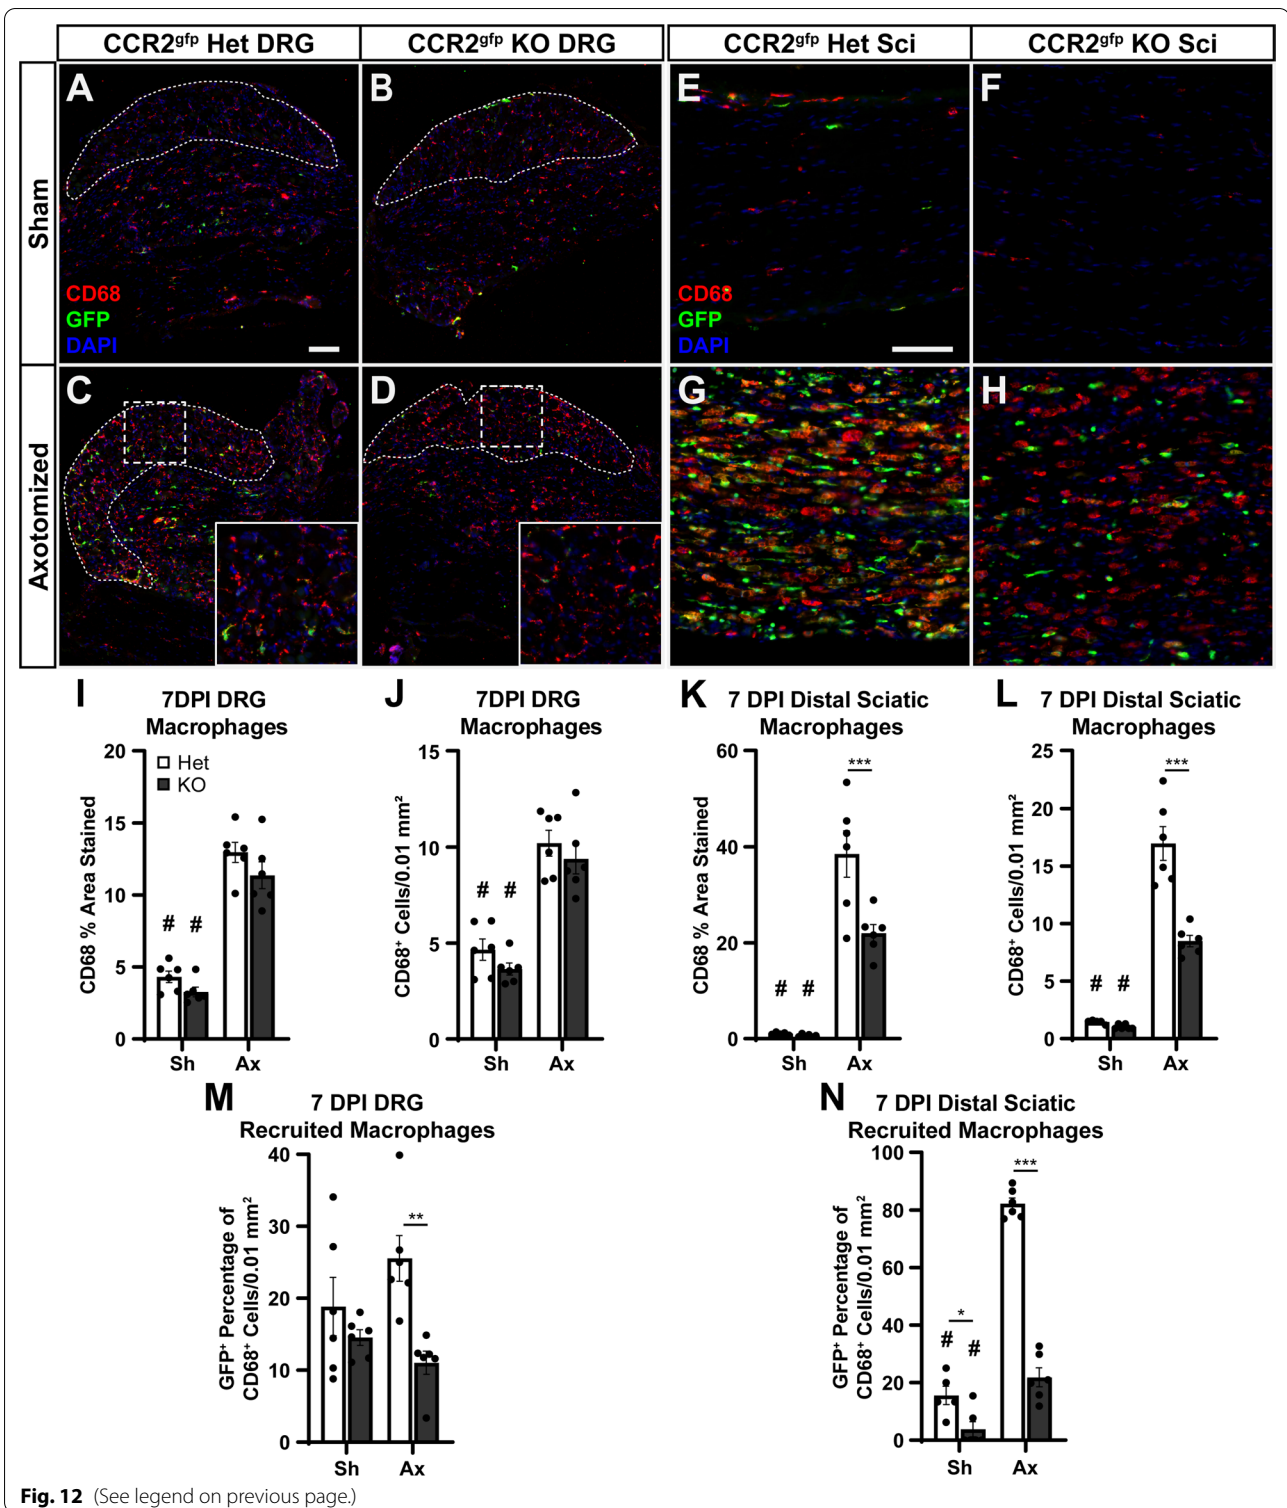 CCR2gfp Het DRG
CCR2gfp KO DRG
CCR2gfp Het Sci
CCR2gfp KO Sci
Sham
A
CD68
GFP
DAPI
B
E
CD68
GFP
DAPI
F
Axotomized
C
D
G
H
I
7DPI DRG
Macrophages
CD68 % Area Stained
20
15
10
5
0
Het
KO
# #
Sh Ax
J
7DPI DRG
Macrophages
CD68+ Cells/0.01 mm²
15
10
5
0
# #
Sh Ax
K
7 DPI Distal Sciatic
Macrophages
CD68 % Area Stained
60
40
20
0
***
# #
Sh Ax
L
7 DPI Distal Sciatic
Macrophages
CD68+ Cells/0.01 mm²
25
20
15
10
5
0
***
# #
Sh Ax
M
7 DPI DRG
Recruited Macrophages
GFP+ Percentage of
CD68+ Cells/0.01 mm²
40
30
20
10
0
**
Sh Ax
N
7 DPI Distal Sciatic
Recruited Macrophages
GFP+ Percentage of
CD68+ Cells/0.01 mm²
100
80
60
40
20
0
***
*
# #
Sh Ax
Fig. 12 (See legend on previous page.)